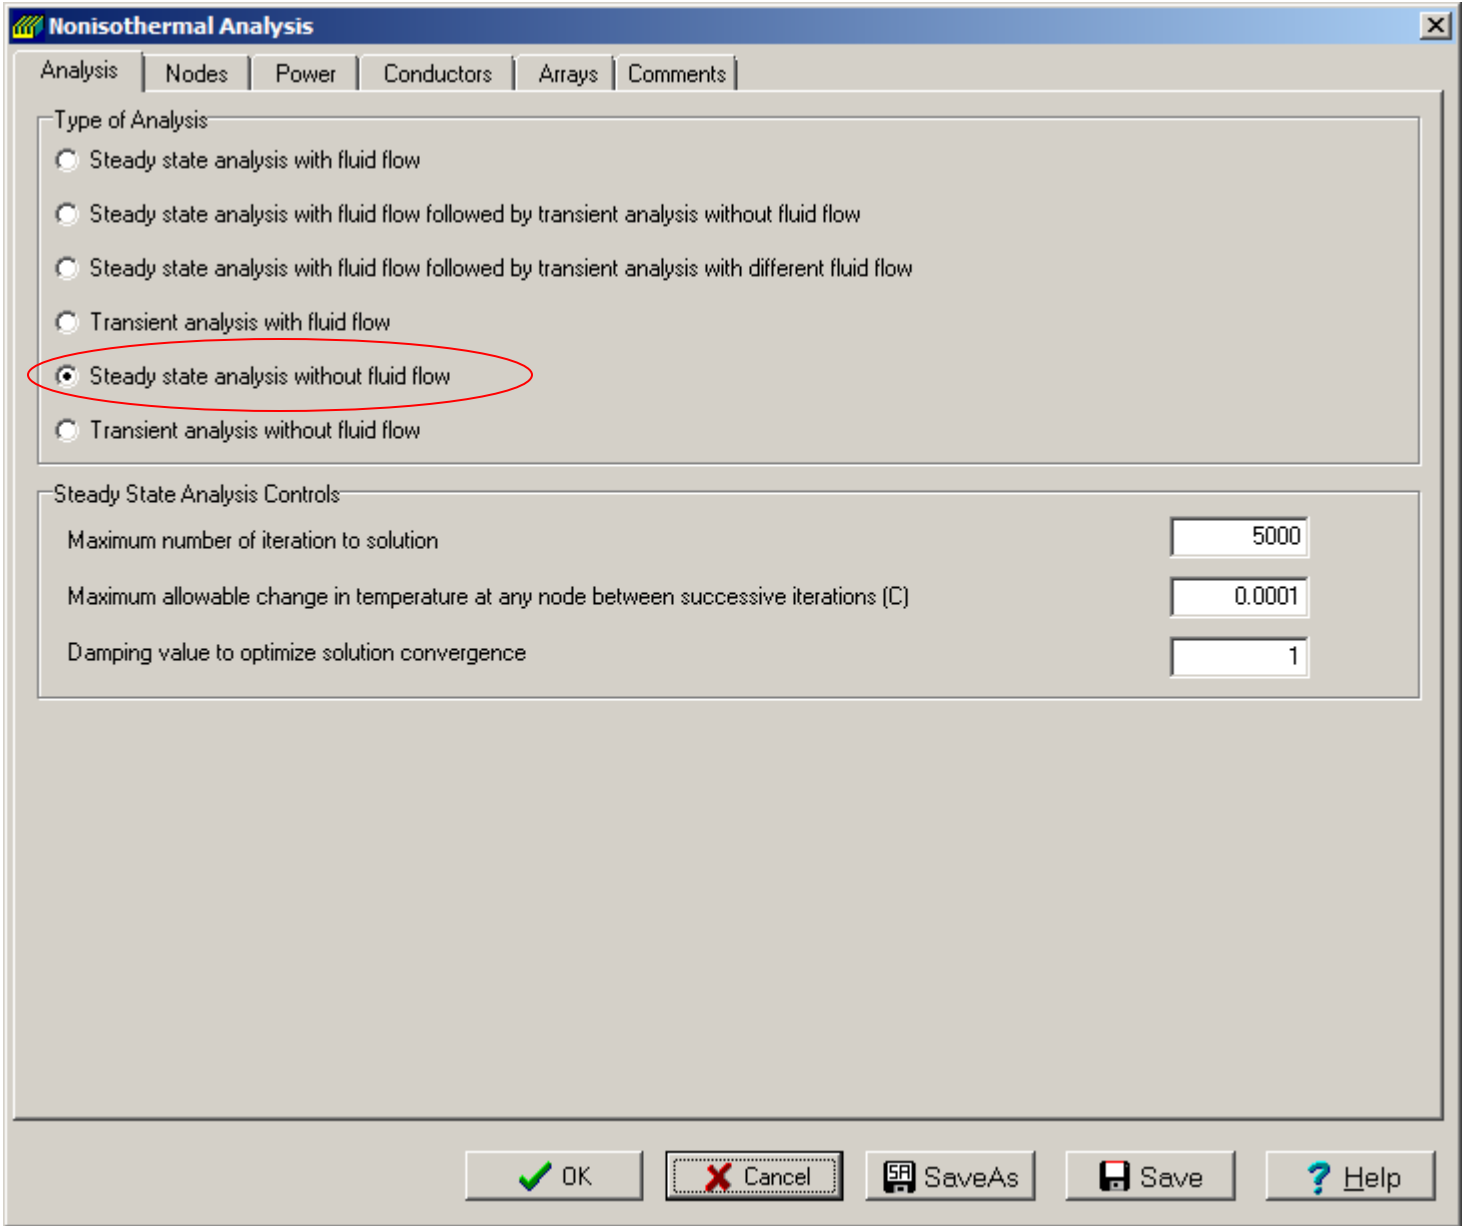 Nonisothermal Analysis
Analysis Nodes Power Conductors Arrays Comments
Type of Analysis
Steady state analysis with fluid flow
Steady state analysis with fluid flow followed by transient analysis without fluid flow
Steady state analysis with fluid flow followed by transient analysis with different fluid flow
Transient analysis with fluid flow
Steady state analysis without fluid flow
Transient analysis without fluid flow
Steady State Analysis Controls
Maximum number of iteration to solution 5000
Maximum allowable change in temperature at any node between successive iterations (C) 0.0001
Damping value to optimize solution convergence 1
OK Cancel SA SaveAs Save ? Help